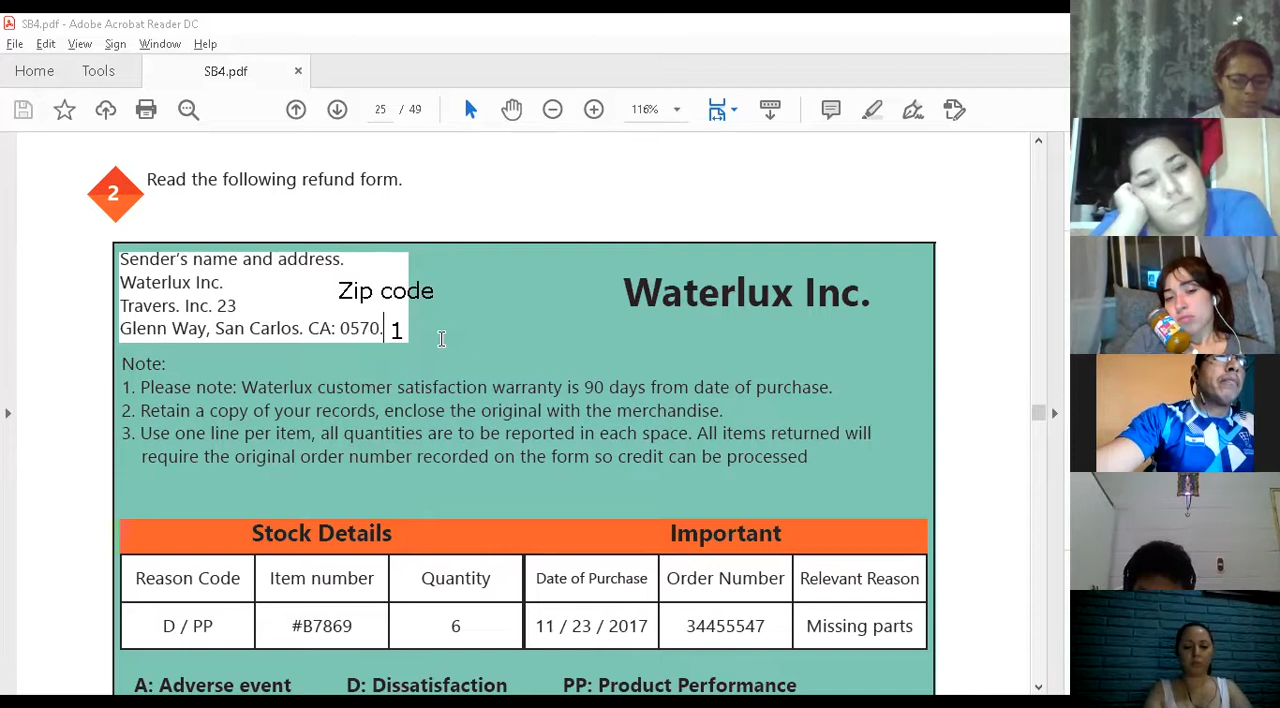 SB4.pdf - Adobe Acrobat Reader DC
File Edit View Sign Window Help
Home Tools SB4.pdf ×
25 / 49 116%
2 Read the following refund form.
Sender's name and address.
Waterlux Inc.
Travers. Inc. 23
Glenn Way, San Carlos. CA: 0570.
Zip code
1
Waterlux Inc.
Note:
1. Please note: Waterlux customer satisfaction warranty is 90 days from date of purchase.
2. Retain a copy of your records, enclose the original with the merchandise.
3. Use one line per item, all quantities are to be reported in each space. All items returned will
require the original order number recorded on the form so credit can be processed
Stock Details Important
Reason Code Item number Quantity Date of Purchase Order Number Relevant Reason
D / PP #B7869 6 11 / 23 / 2017 34455547 Missing parts
A: Adverse event D: Dissatisfaction PP: Product Performance